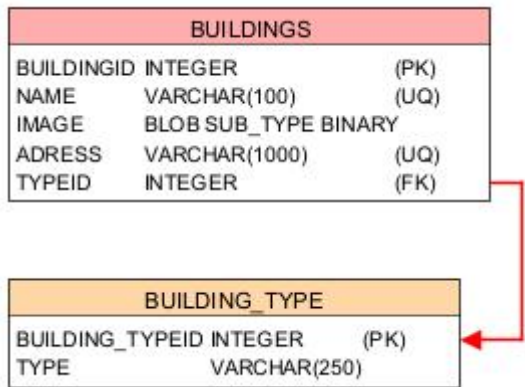 BUILDINGS
BUILDINGID INTEGER (PK)
NAME VARCHAR(100) (UQ)
IMAGE BLOB SUB_TYPE BINARY
ADRESS VARCHAR(1000) (UQ)
TYPEID INTEGER (FK)
BUILDING_TYPE
BUILDING_TYPEID INTEGER (PK)
TYPE VARCHAR(250)